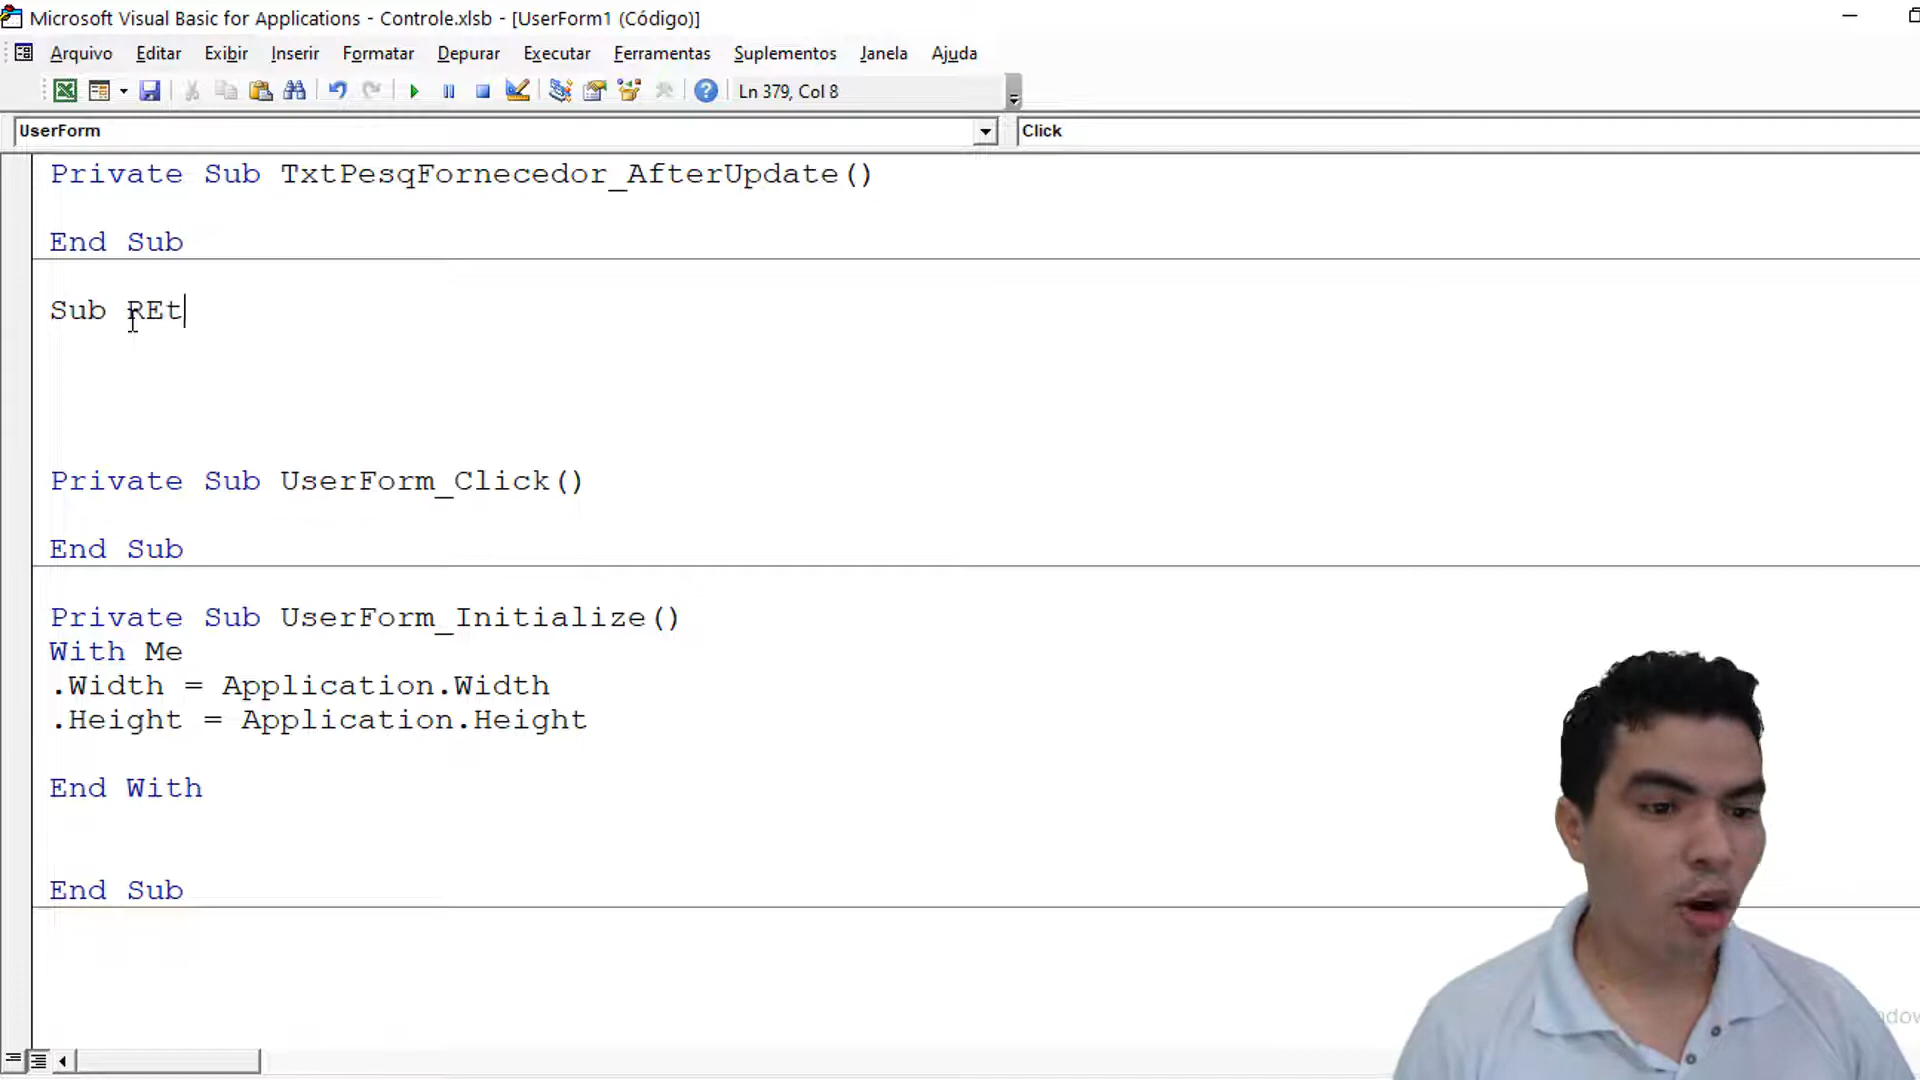 Microsoft Visual Basic for Applications - Controle.xlsb - [UserForm1 (Código)]
Arquivo Editar Exibir Inserir Formatar Depurar Executar Ferramentas Suplementos Janela Ajuda
Ln 379, Col 8
UserForm Click
Private Sub TxtPesqFornecedor_AfterUpdate()
End Sub
Sub REt
Private Sub UserForm_Click()
End Sub
Private Sub UserForm_Initialize()
With Me
.Width = Application.Width
.Height = Application.Height
End With
End Sub